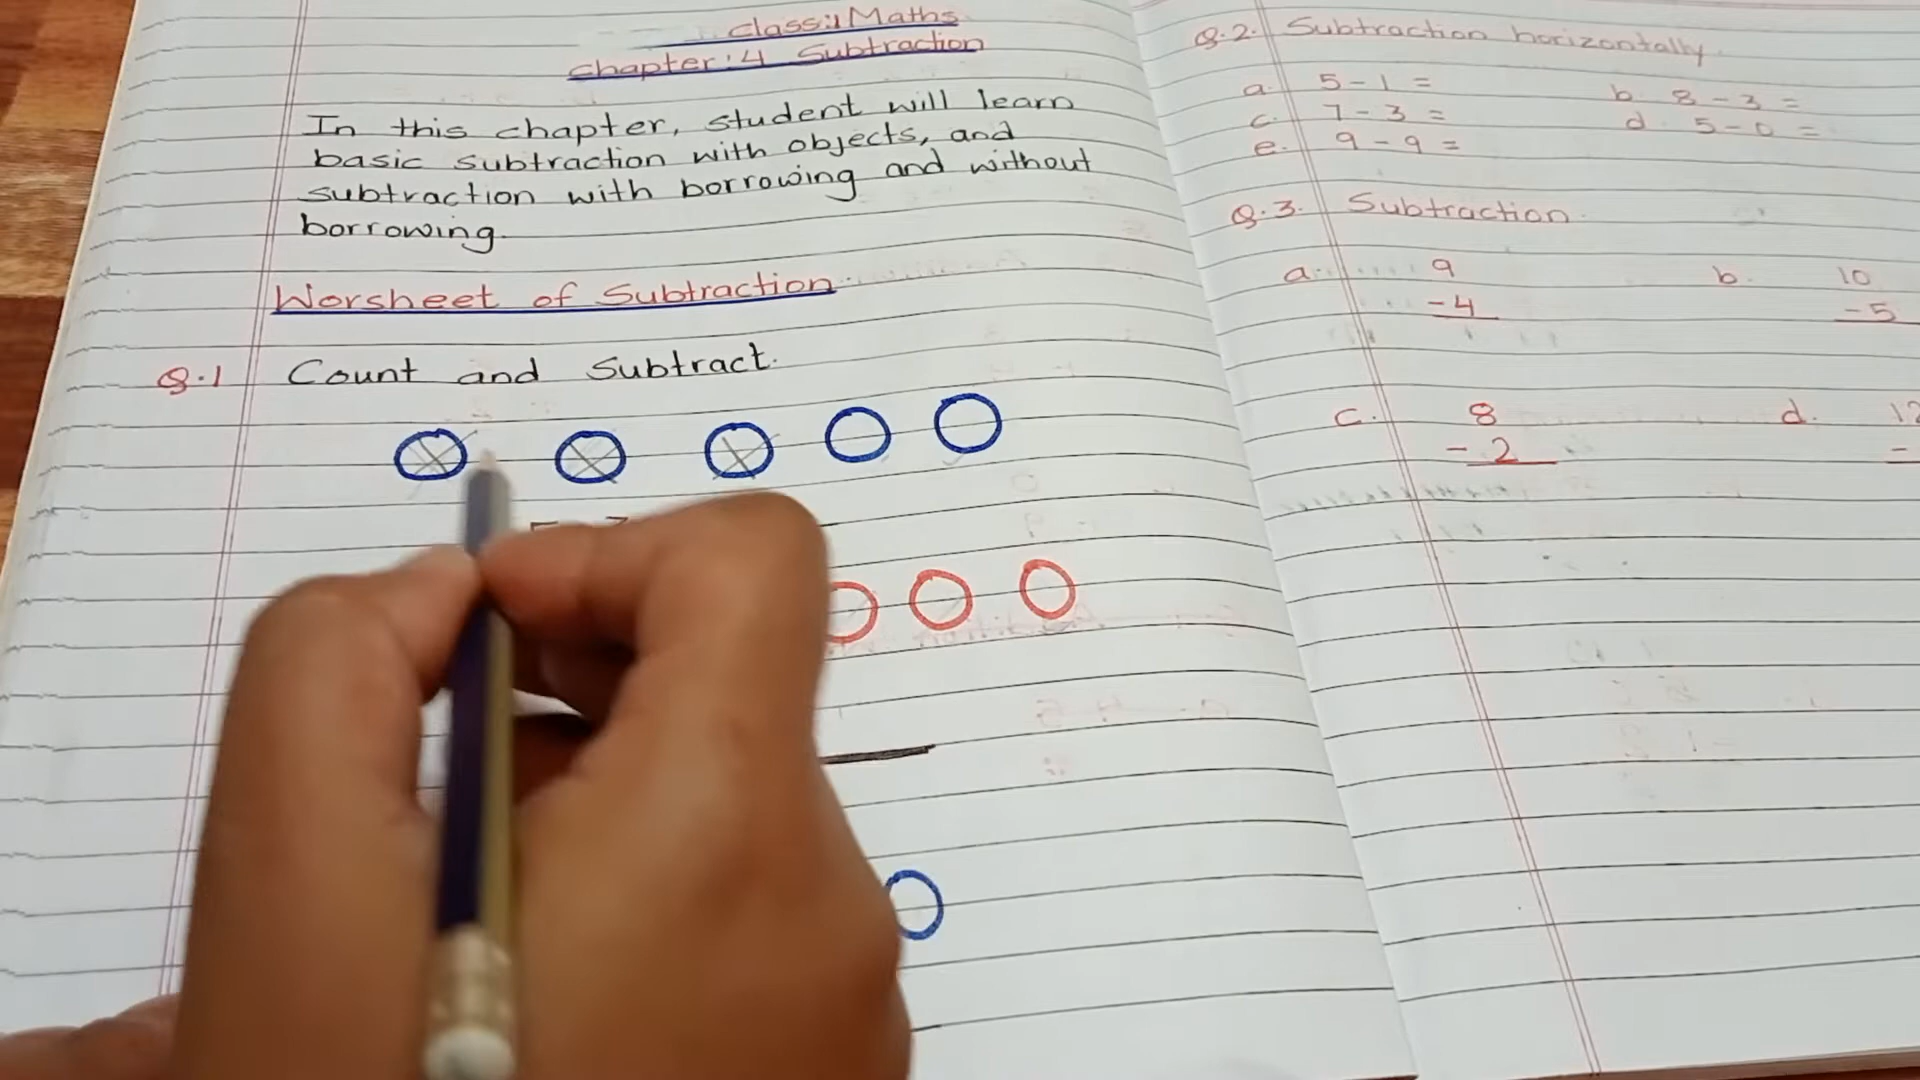 Class:1 Maths
Chapter:4 Subtraction
In this chapter, student will learn
basic subtraction with objects, and
subtraction with borrowing and without
borrowing.
Worsheet of Subtraction
Q.1 Count and Subtract.
Q.2. Subtraction horizontally
a. 5 - 1 = b. 8 - 3 =
c. 7 - 3 = d. 5 - 0 =
e. 9 - 9 =
Q.3. Subtraction.
a. 9 b. 10
- 4 - 5
c. 8 d. 12
- 2 -